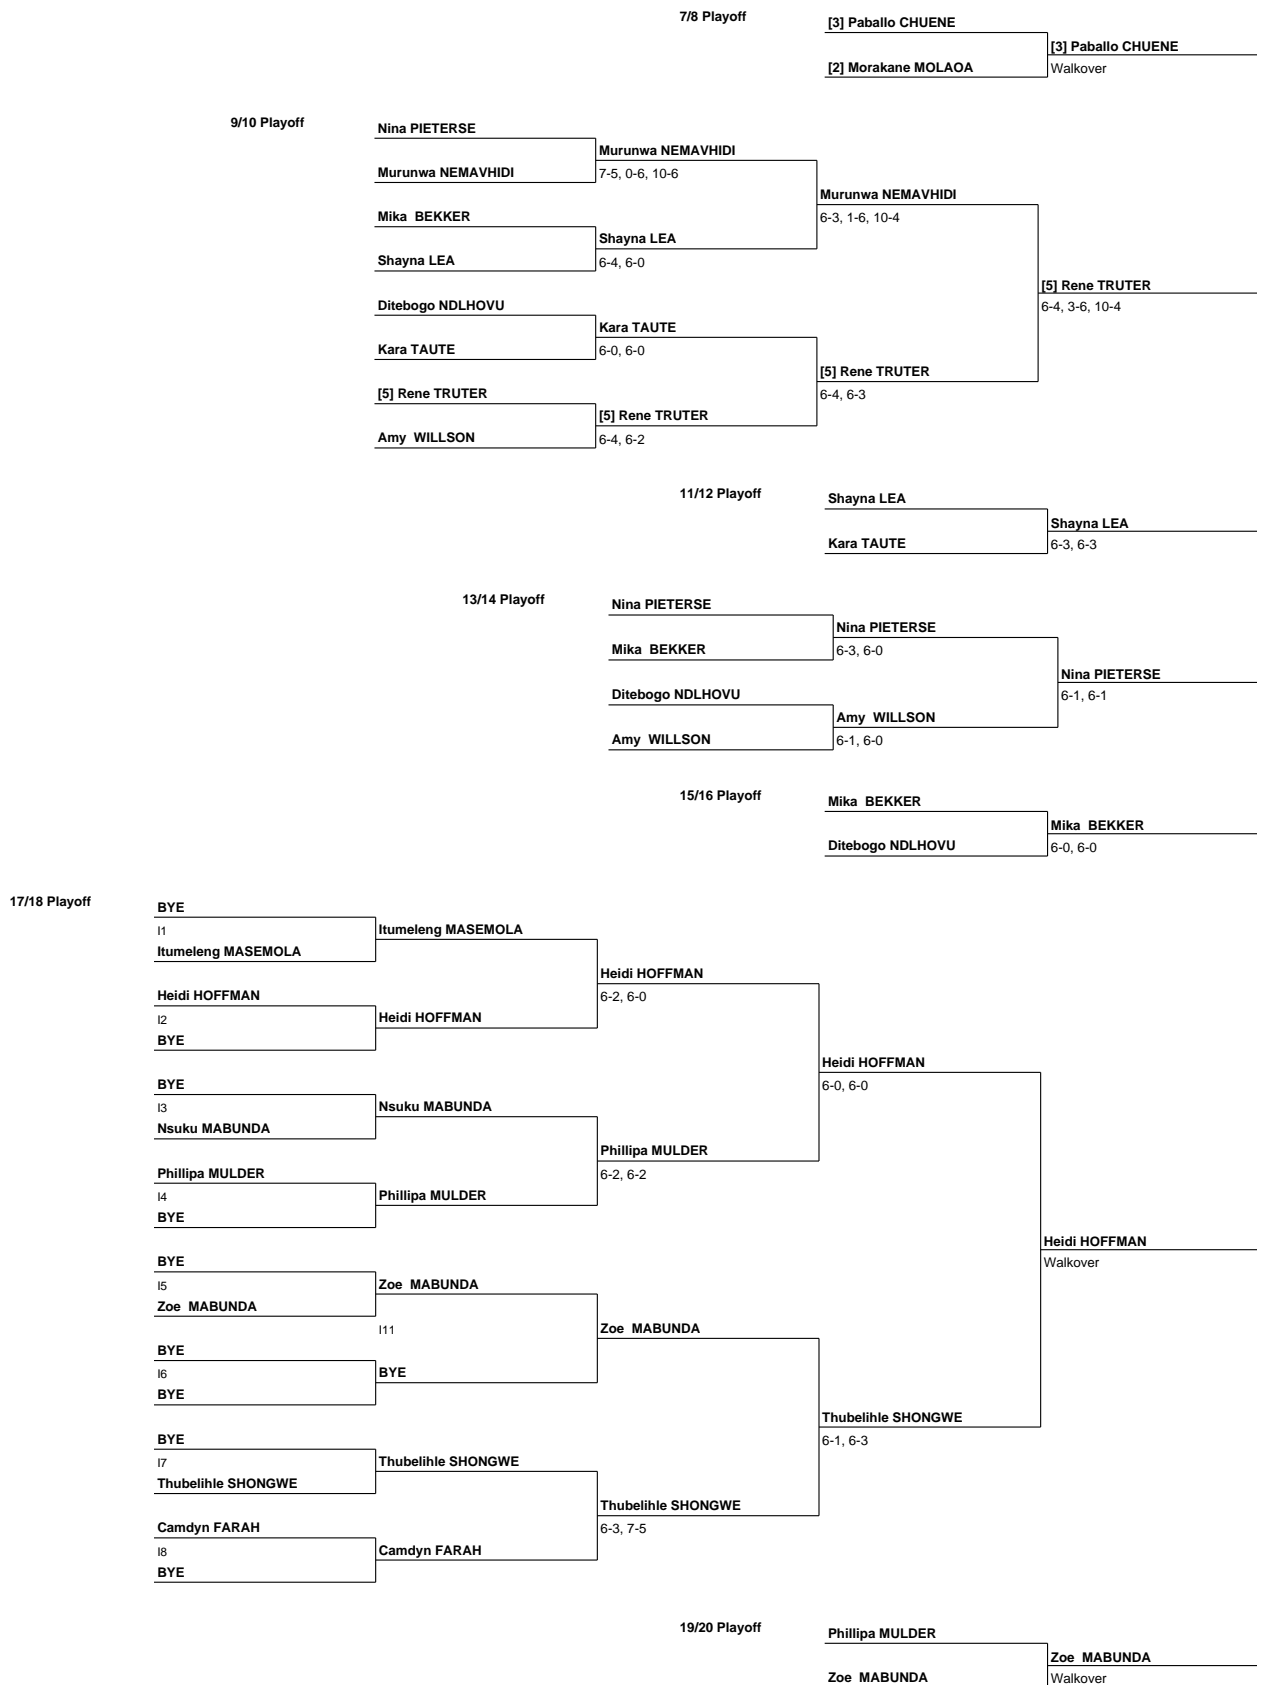 7/8 Playoff
[3] Paballo CHUENE
[3] Paballo CHUENE
[2] Morakane MOLAOA
Walkover
9/10 Playoff
Nina PIETERSE
Murunwa NEMAVHIDI
Murunwa NEMAVHIDI
7-5, 0-6, 10-6
Murunwa NEMAVHIDI
6-3, 1-6, 10-4
Mika BEKKER
Shayna LEA
Shayna LEA
6-4, 6-0
[5] Rene TRUTER
6-4, 3-6, 10-4
Ditebogo NDLHOVU
Kara TAUTE
Kara TAUTE
6-0, 6-0
[5] Rene TRUTER
6-4, 6-3
[5] Rene TRUTER
[5] Rene TRUTER
Amy WILLSON
6-4, 6-2
11/12 Playoff
Shayna LEA
Shayna LEA
Kara TAUTE
6-3, 6-3
13/14 Playoff
Nina PIETERSE
Nina PIETERSE
Mika BEKKER
6-3, 6-0
Nina PIETERSE
6-1, 6-1
Ditebogo NDLHOVU
Amy WILLSON
Amy WILLSON
6-1, 6-0
15/16 Playoff
Mika BEKKER
Mika BEKKER
Ditebogo NDLHOVU
6-0, 6-0
17/18 Playoff
BYE
I1
Itumeleng MASEMOLA
Itumeleng MASEMOLA
Heidi HOFFMAN
6-2, 6-0
Heidi HOFFMAN
I2
Heidi HOFFMAN
BYE
Heidi HOFFMAN
6-0, 6-0
BYE
I3
Nsuku MABUNDA
Nsuku MABUNDA
Phillipa MULDER
6-2, 6-2
Phillipa MULDER
I4
Phillipa MULDER
BYE
Heidi HOFFMAN
Walkover
BYE
I5
Zoe MABUNDA
Zoe MABUNDA
I11
Zoe MABUNDA
BYE
I6
BYE
BYE
Thubelihle SHONGWE
6-1, 6-3
BYE
I7
Thubelihle SHONGWE
Thubelihle SHONGWE
Thubelihle SHONGWE
6-3, 7-5
Camdyn FARAH
I8
Camdyn FARAH
BYE
19/20 Playoff
Phillipa MULDER
Zoe MABUNDA
Zoe MABUNDA
Walkover